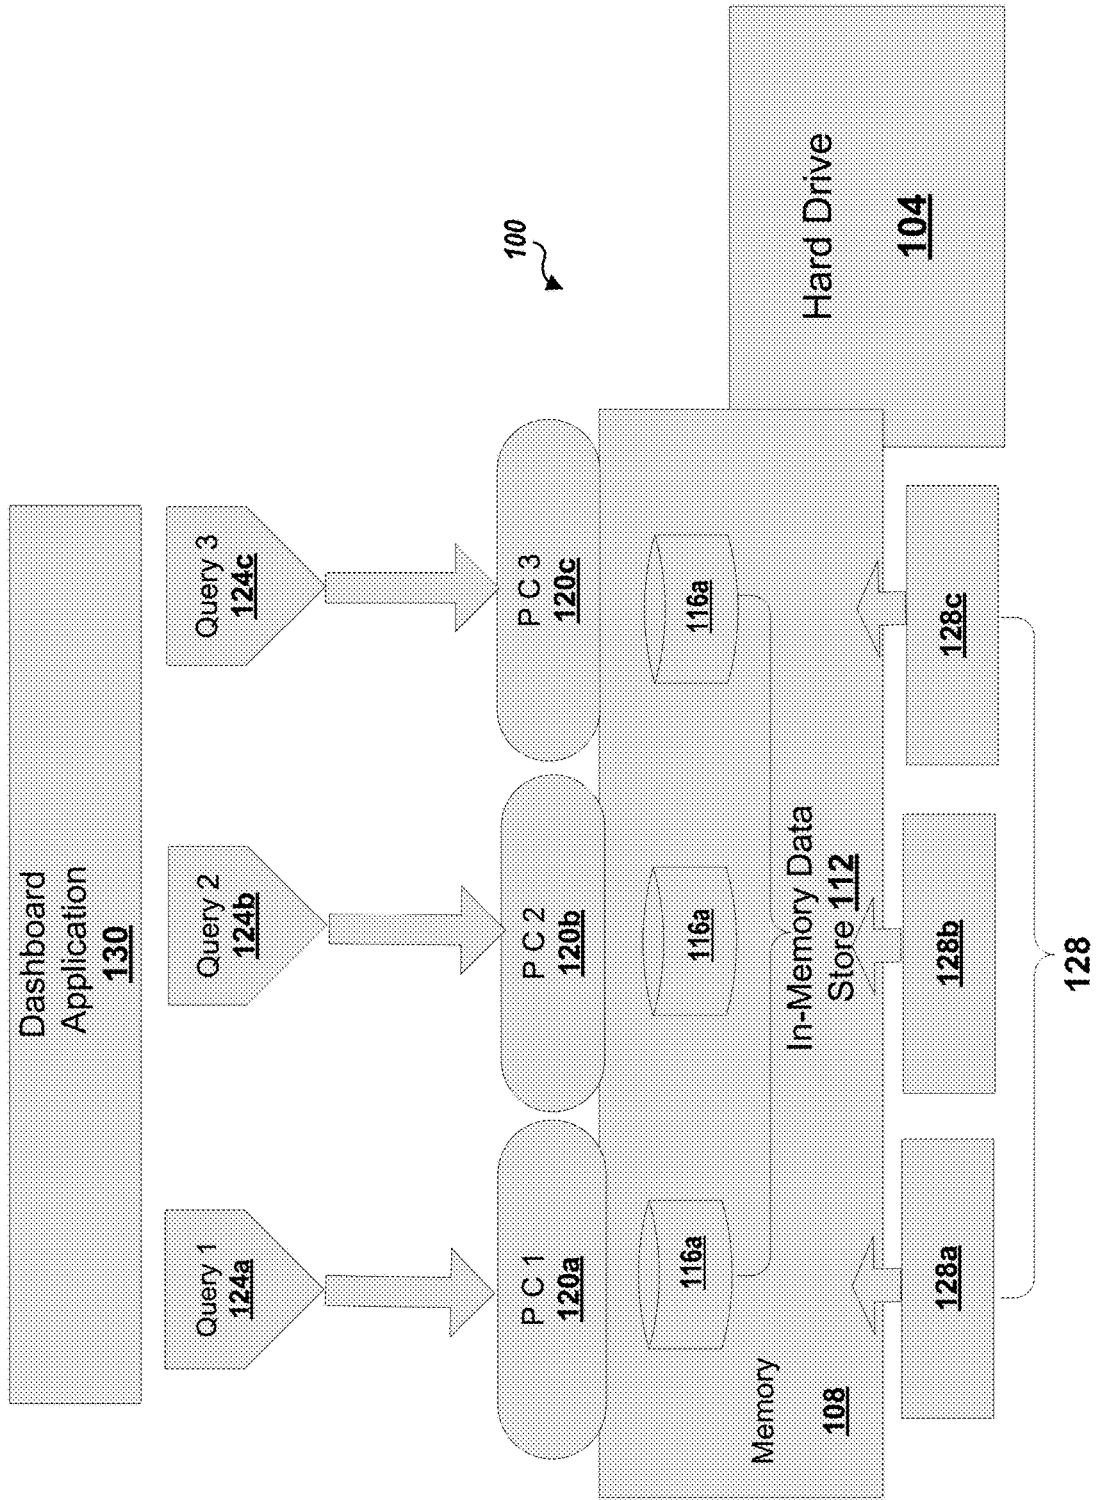 Dashboard
Application
130
Query 1
124a
Query 2
124b
Query 3
124c
100
P C 1
120a
P C 2
120b
P C 3
120c
116a
116a
116a
Hard Drive
104
Memory
108
In-Memory Data
Store 112
128a
128b
128c
128